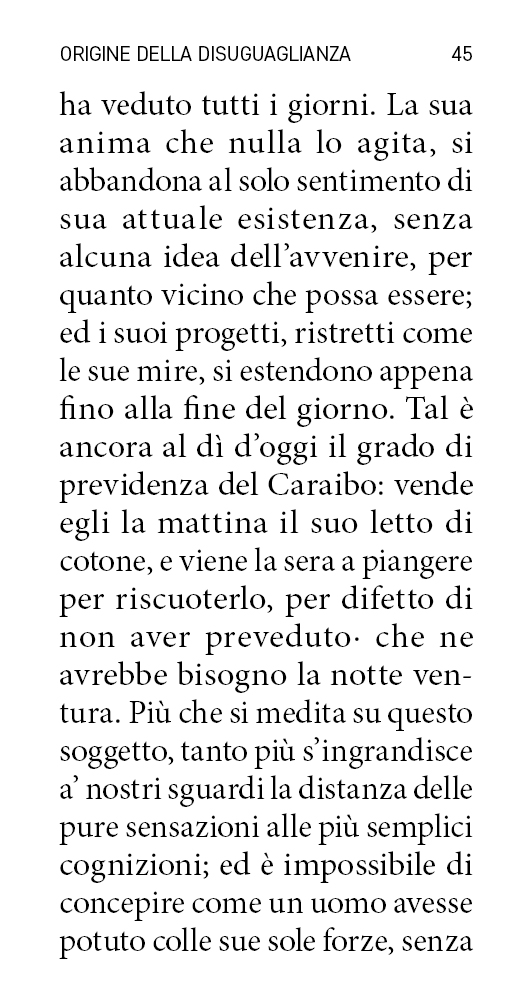 ORIGINE DELLA DISUGUAGLIANZA 45
ha veduto tutti i giorni. La sua
anima che nulla lo agita, si
abbandona al solo sentimento di
sua attuale esistenza, senza
alcuna idea dell’avvenire, per
quanto vicino che possa essere;
ed i suoi progetti, ristretti come
le sue mire, si estendono appena
fino alla fine del giorno. Tal è
ancora al dì d’oggi il grado di
previdenza del Caraibo: vende
egli la mattina il suo letto di
cotone, e viene la sera a piangere
per riscuoterlo, per difetto di
non aver preveduto· che ne
avrebbe bisogno la notte ven-
tura. Più che si medita su questo
soggetto, tanto più s’ingrandisce
a’ nostri sguardi la distanza delle
pure sensazioni alle più semplici
cognizioni; ed è impossibile di
concepire come un uomo avesse
potuto colle sue sole forze, senza